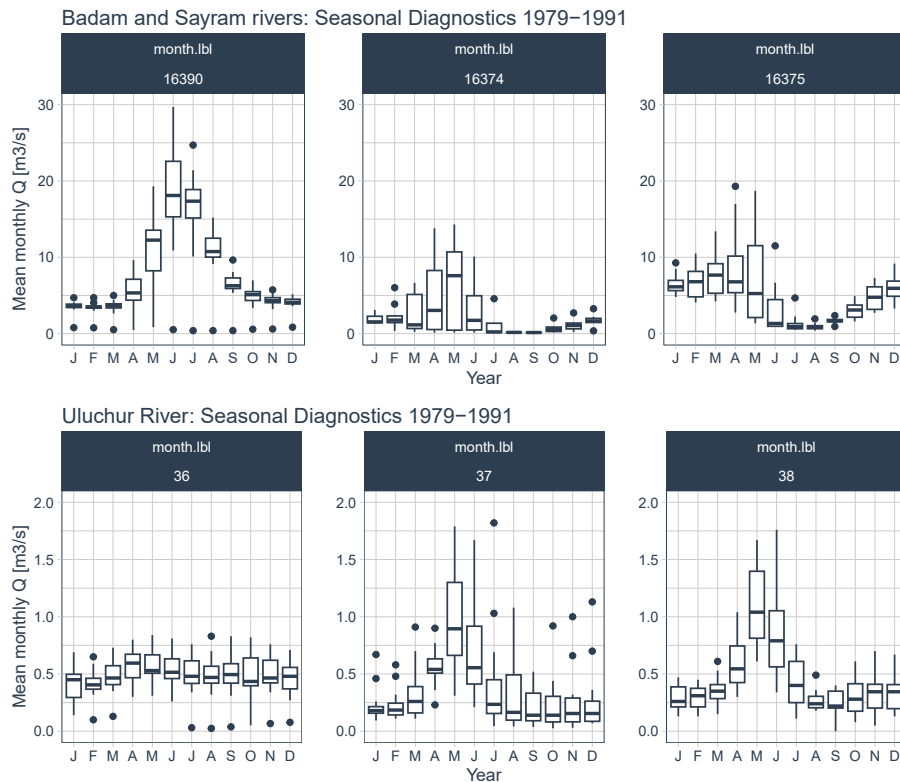 Badam and Sayram rivers: Seasonal Diagnostics 1979−1991
month.lbl month.lbl month.lbl
16390 16374 16375
Mean monthly Q [m3/s]
30 30 30
20 20 20
10 10 10
0 0 0
J F M A M J J A S O N D J F M A M J J A S O N D J F M A M J J A S O N D
Year
Uluchur River: Seasonal Diagnostics 1979−1991
month.lbl month.lbl month.lbl
36 37 38
Mean monthly Q [m3/s]
2.0 2.0 2.0
1.5 1.5 1.5
1.0 1.0 1.0
0.5 0.5 0.5
0.0 0.0 0.0
J F M A M J J A S O N D J F M A M J J A S O N D J F M A M J J A S O N D
Year